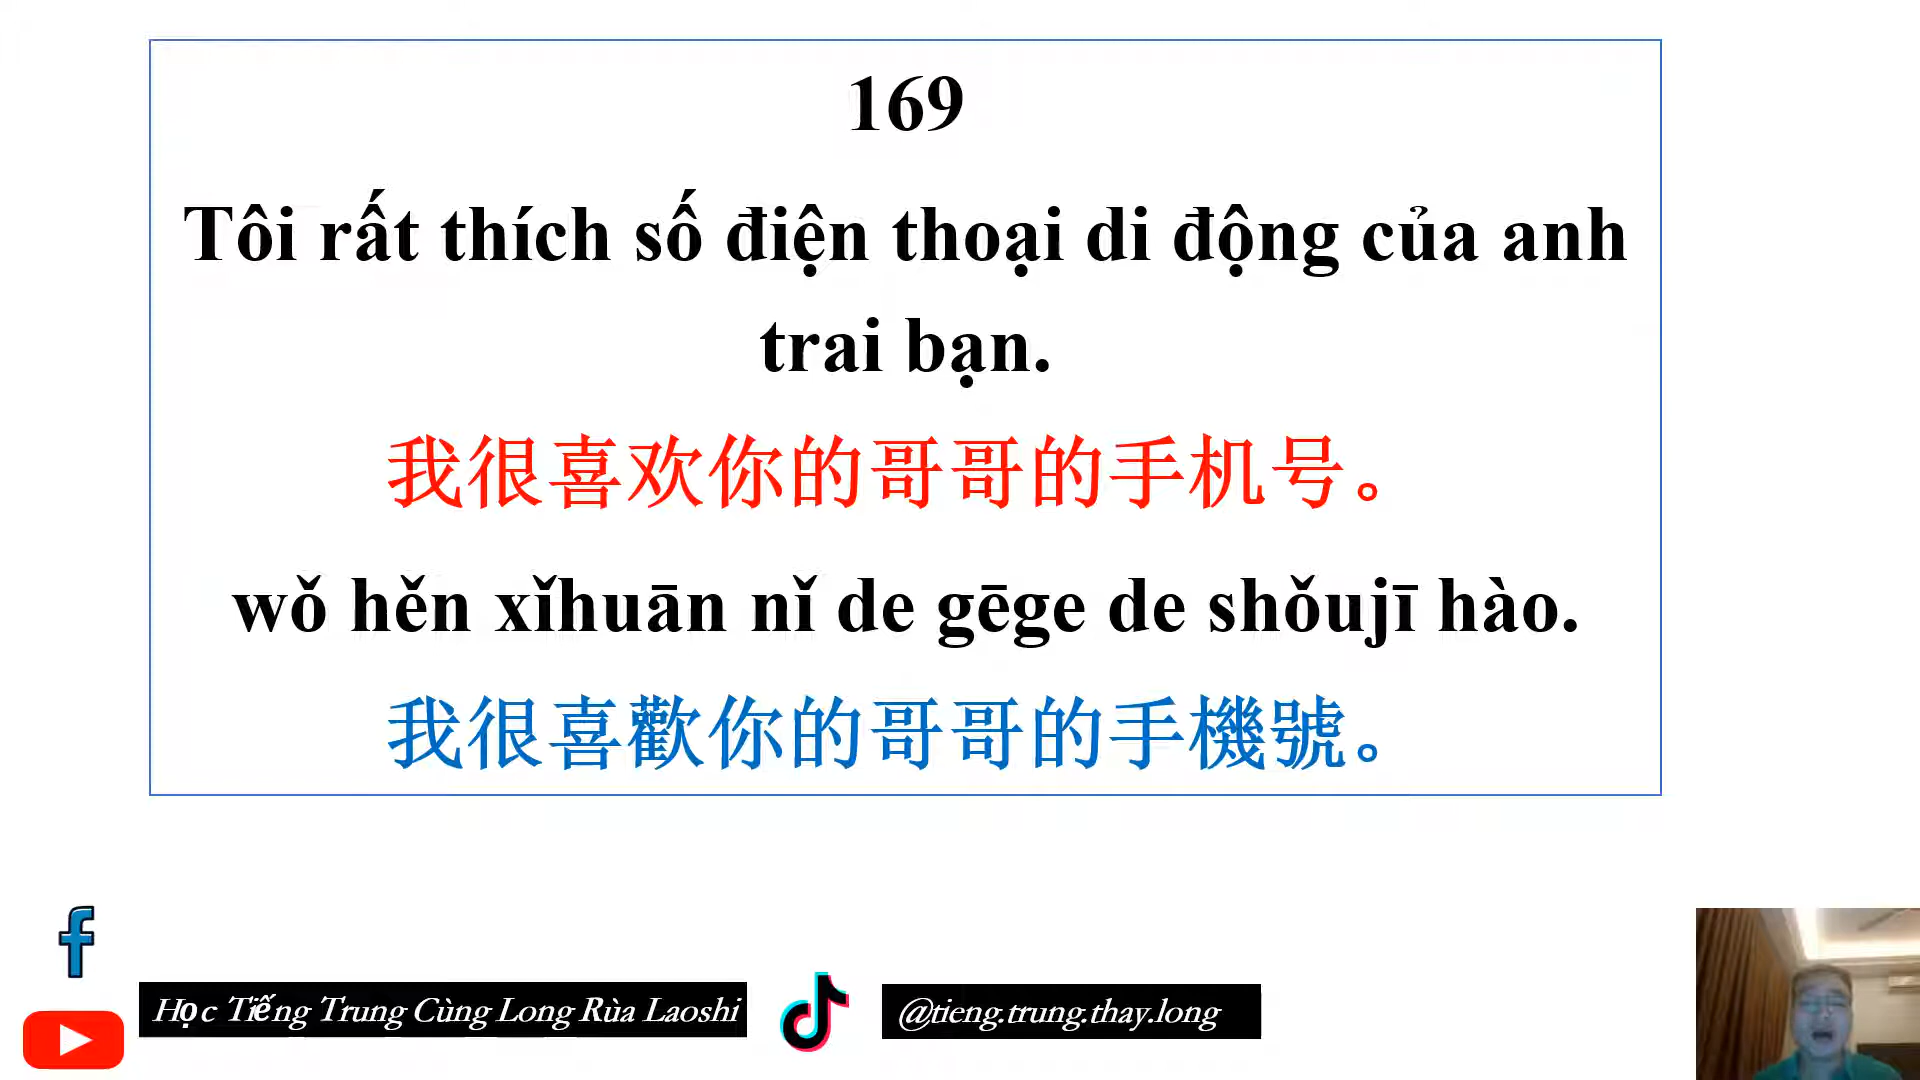 169
Tôi rất thích số điện thoại di động của anh
trai bạn.
我很喜欢你的哥哥的手机号。
wǒ hěn xǐhuān nǐ de gēge de shǒujī hào.
我很喜歡你的哥哥的手機號。
Học Tiếng Trung Cùng Long Rùa Laoshi
@tieng.trung.thay.long